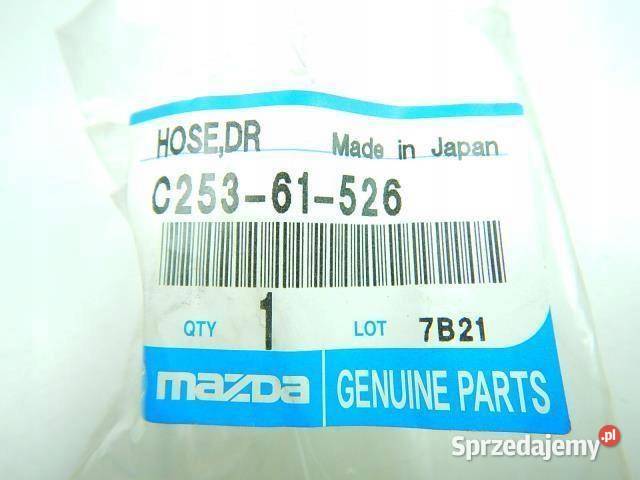 HOSE,DR Made in Japan
C253-61-526
QTY 1 LOT 7B21
mazda GENUINE PARTS
Sprzedajemy.pl